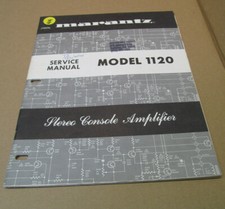 marantz
SERVICE
MANUAL
MODEL 1120
Stereo Console Amplifier